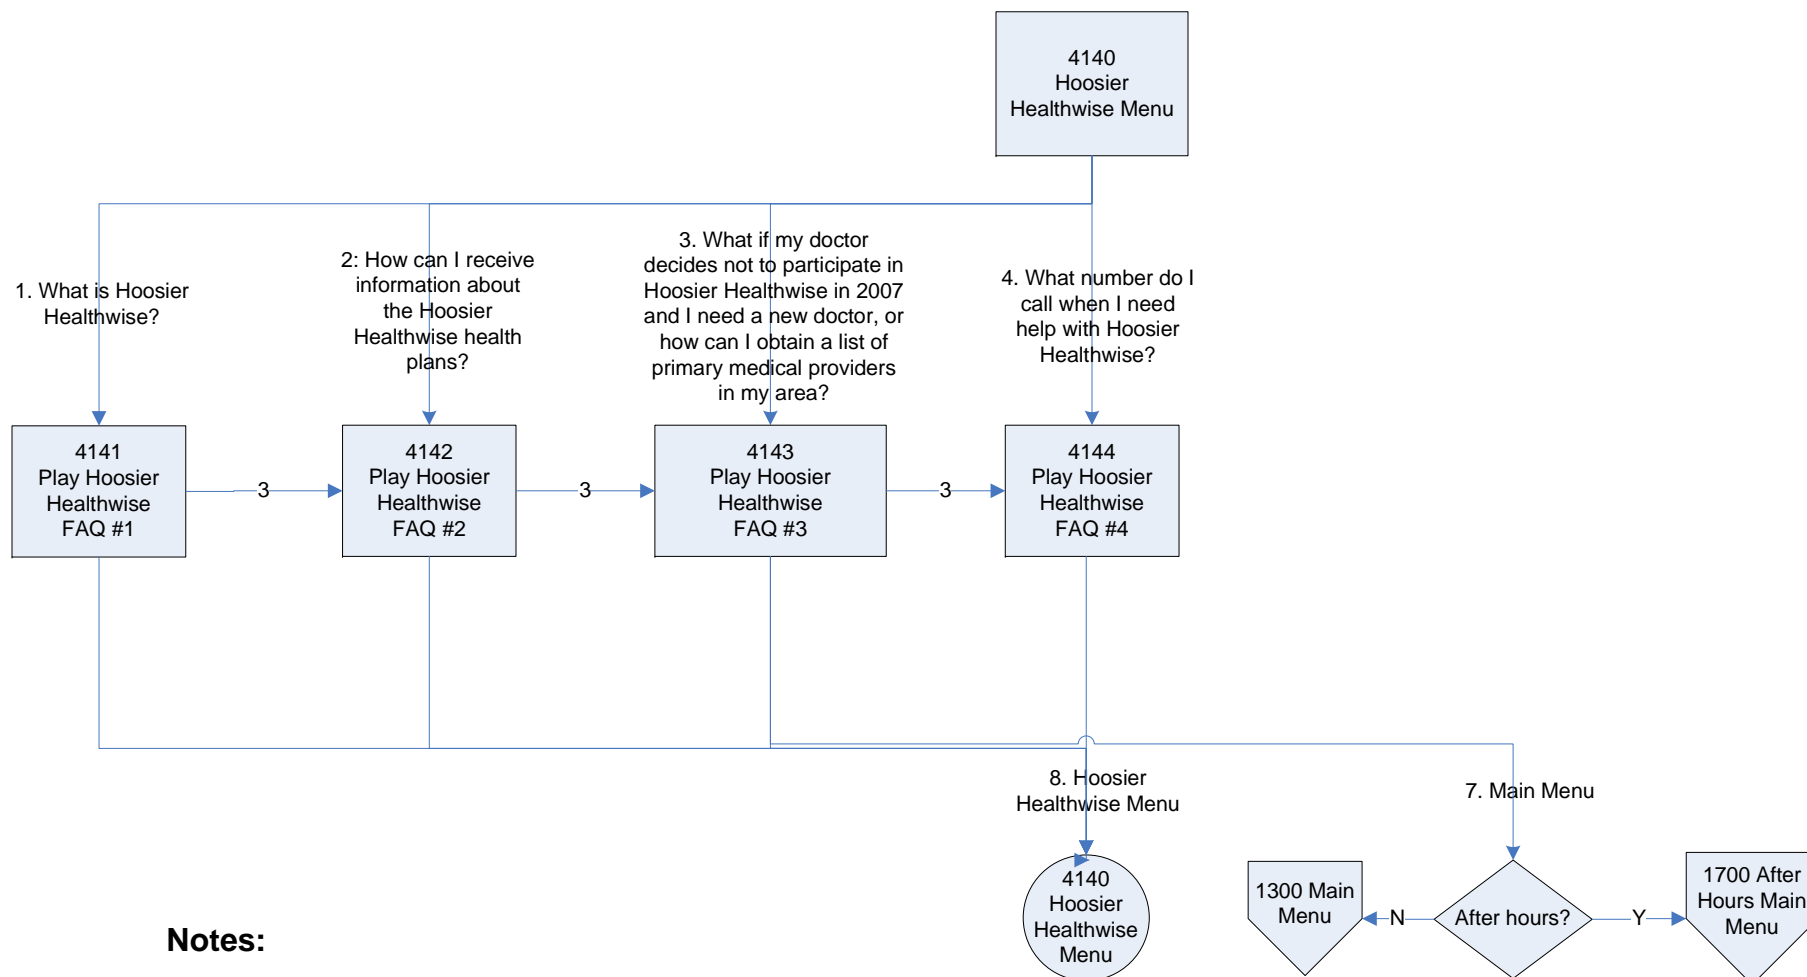 4140
Hoosier
Healthwise Menu
1. What is Hoosier
Healthwise?
2: How can I receive
information about
the Hoosier
Healthwise health
plans?
3. What if my doctor
decides not to participate in
Hoosier Healthwise in 2007
and I need a new doctor, or
how can I obtain a list of
primary medical providers
in my area?
4. What number do I
call when I need
help with Hoosier
Healthwise?
4141
Play Hoosier
Healthwise
FAQ #1
3
4142
Play Hoosier
Healthwise
FAQ #2
3
4143
Play Hoosier
Healthwise
FAQ #3
3
4144
Play Hoosier
Healthwise
FAQ #4
8. Hoosier
Healthwise Menu
7. Main Menu
4140
Hoosier
Healthwise
Menu
1300 Main
Menu
N
After hours?
Y
1700 After
Hours Main
Menu
Notes: